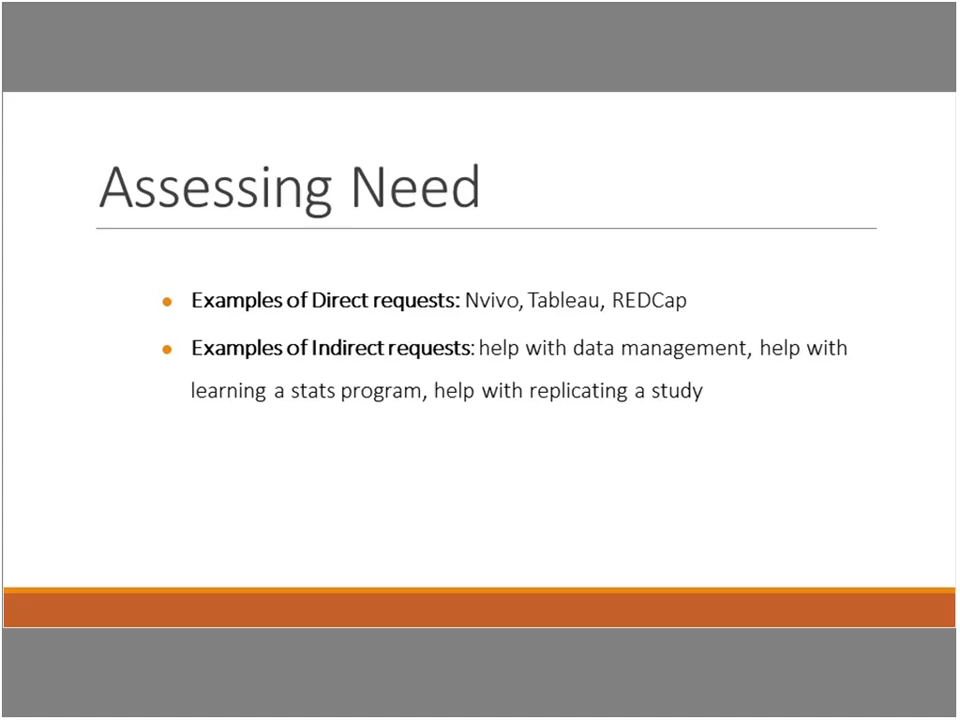 Assessing Need
Examples of Direct requests: Nvivo, Tableau, REDCap
Examples of Indirect requests: help with data management, help with
learning a stats program, help with replicating a study